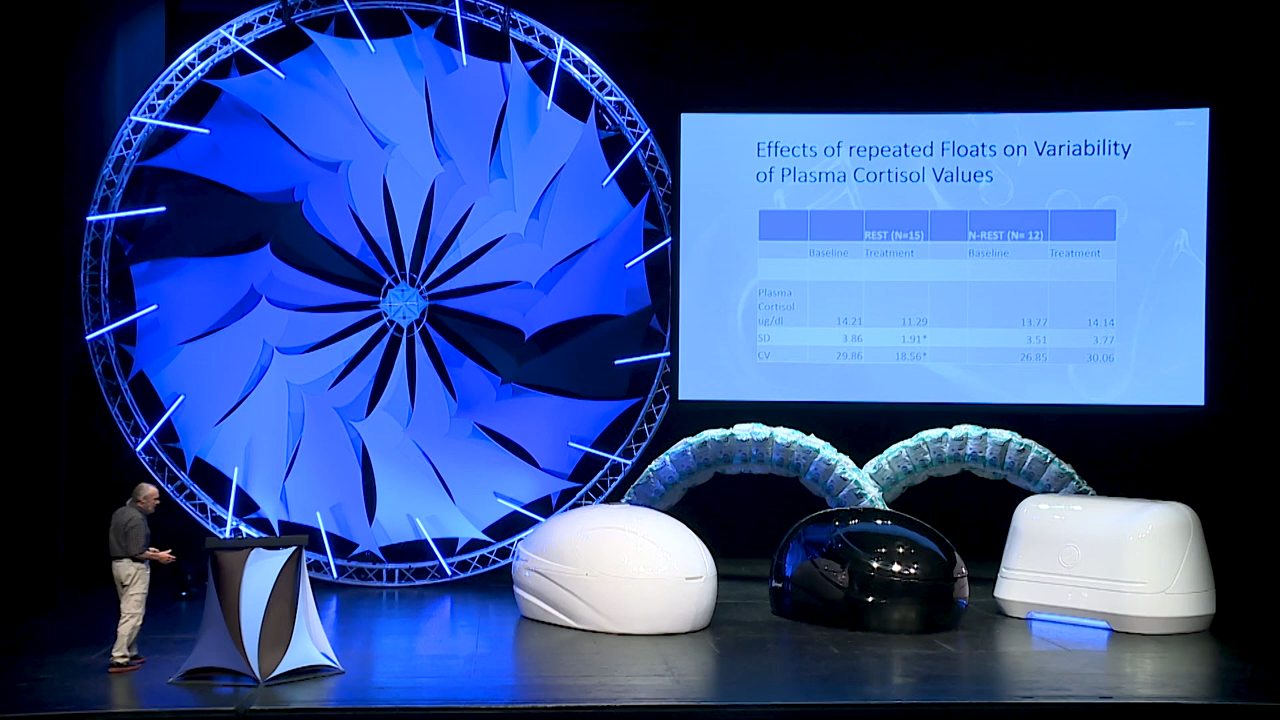 Effects of repeated Floats on Variability
of Plasma Cortisol Values
REST (N=15) N-REST (N= 12)
Baseline Treatment Baseline Treatment
Plasma
Cortisol
ug/dl 14.21 11.29 13.77 14.14
SD 3.86 1.91* 3.51 3.77
CV 29.86 18.56* 26.85 30.06